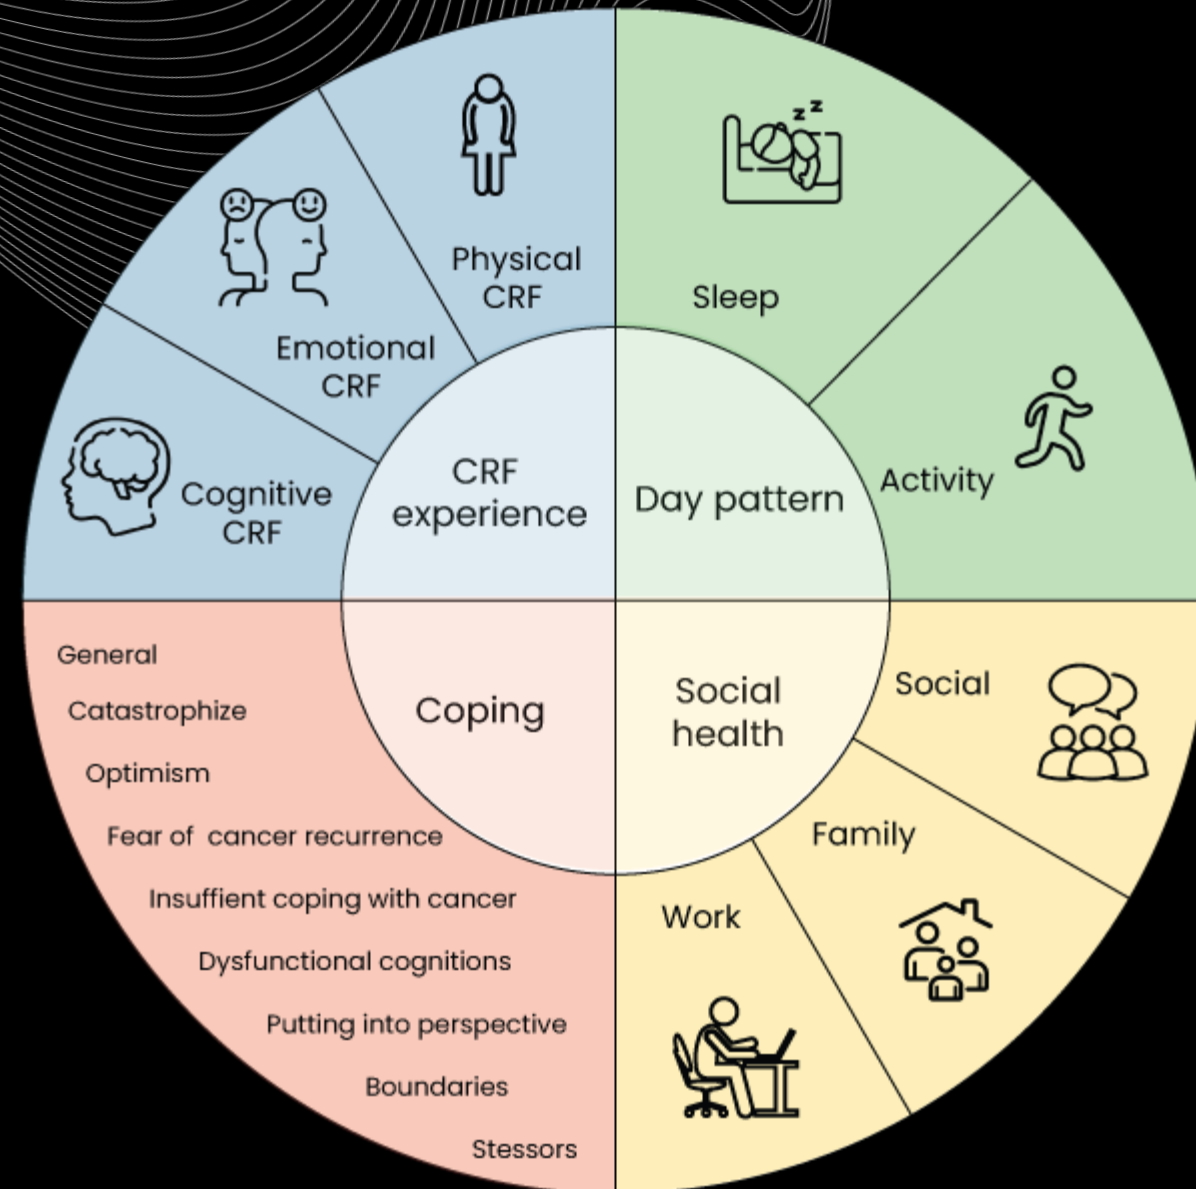 z z
Physical
CRF
Emotional
CRF
Cognitive
CRF
CRF
experience
Sleep
Activity
Day pattern
General
Catastrophize
Optimism
Fear of  cancer recurrence
Insuffient coping with cancer
Dysfunctional cognitions
Putting into perspective
Boundaries
Stessors
Coping
Social
health
Social
Family
Work